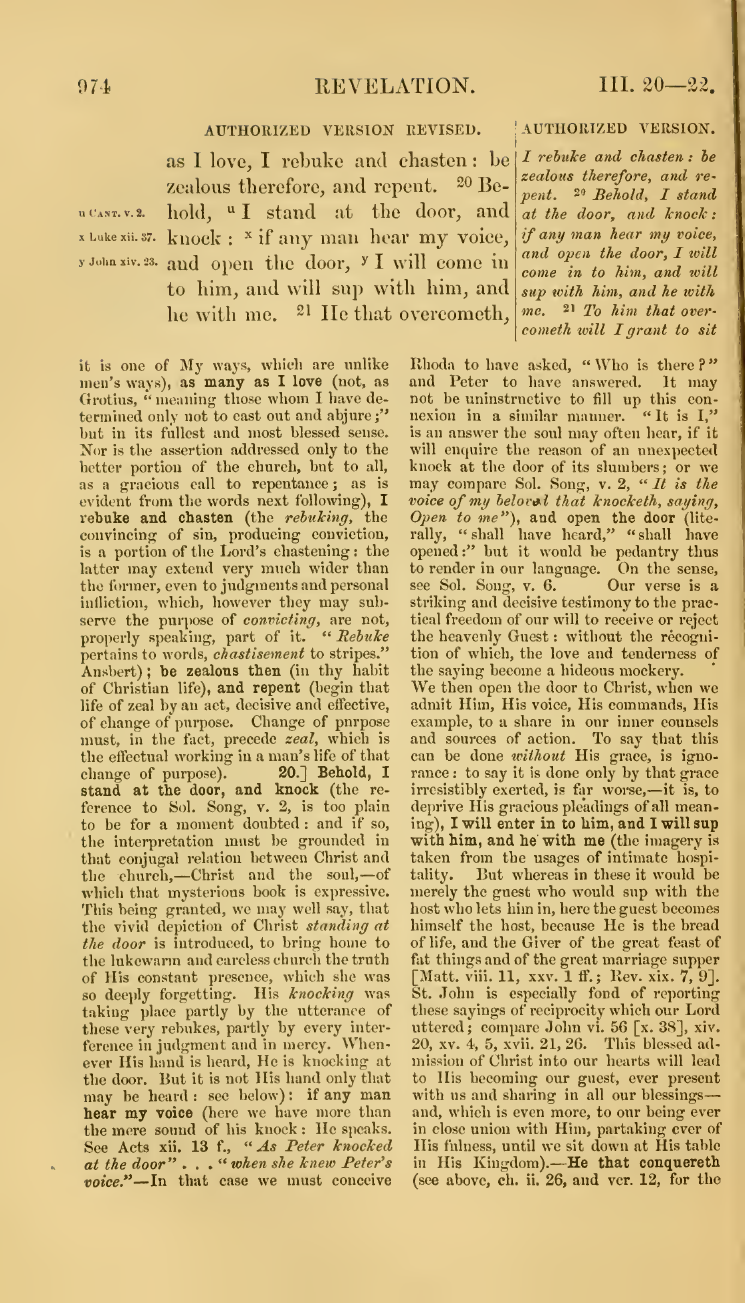 974 REVELATION. III. 20—22.
AUTHORIZED VERSION REVISED.
as I love, I rebuke and chasten : be
zealous therefore, and repent. 20 Be-
u CANT. v. 2. hold, u I stand at the door, and
x Luke xii. 37. knock : x if any man hear my voice,
y John xiv. 23. and open the door, y I will come in
to him, and will sup with him, and
he with me. 21 He that overcometh,
AUTHORIZED VERSION.
I rebuke and chasten : be
zealous therefore, and re-
pent. 20 Behold, I stand
at the door, and knock :
if any man hear my voice,
and open the door, I will
come in to him, and will
sup with him, and he with
me. 21 To him that over-
cometh will I grant to sit
it is one of My ways, which are unlike
men's ways), as many as I love (not, as
Grotius, “meaning those whom I have de-
termined only not to cast out and abjure ;”
but in its fullest and most blessed sense.
Nor is the assertion addressed only to the
better portion of the church, but to all,
as a gracious call to repentance ; as is
evident from the words next following), I
rebuke and chasten (the rebuking, the
convincing of sin, producing conviction,
is a portion of the Lord's chastening : the
latter may extend very much wider than
the former, even to judgments and personal
infliction, which, however they may sub-
serve the purpose of convicting, are not,
properly speaking, part of it. “ Rebuke
pertains to words, chastisement to stripes.”
Ansbert) ; be zealous then (in thy habit
of Christian life), and repent (begin that
life of zeal by an act, decisive and effective,
of change of purpose. Change of purpose
must, in the fact, precede zeal, which is
the effectual working in a man's life of that
change of purpose). 20.] Behold, I
stand at the door, and knock (the re-
ference to Sol. Song, v. 2, is too plain
to be for a moment doubted : and if so,
the interpretation must be grounded in
that conjugal relation between Christ and
the church,—Christ and the soul,—of
which that mysterious book is expressive.
This being granted, we may well say, that
the vivid depiction of Christ standing at
the door is introduced, to bring home to
the lukewarm and careless church the truth
of His constant presence, which she was
so deeply forgetting. His knocking was
taking place partly by the utterance of
these very rebukes, partly by every inter-
ference in judgment and in mercy. When-
ever His hand is heard, He is knocking at
the door. But it is not His hand only that
may be heard : see below) : if any man
hear my voice (here we have more than
the mere sound of his knock : He speaks.
See Acts xii. 13 f., “ As Peter knocked
at the door” . . . “ when she knew Peter's
voice.”—In that case we must conceive
Rhoda to have asked, “ Who is there ?”
and Peter to have answered. It may
not be uninstructive to fill up this con-
nexion in a similar manner. “ It is I,”
is an answer the soul may often hear, if it
will enquire the reason of an unexpected
knock at the door of its slumbers ; or we
may compare Sol. Song, v. 2, “ It is the
voice of my beloved that knocketh, saying,
Open to me”), and open the door (lite-
rally, “ shall have heard,” “ shall have
opened :” but it would be pedantry thus
to render in our language. On the sense,
see Sol. Song, v. 6. Our verse is a
striking and decisive testimony to the prac-
tical freedom of our will to receive or reject
the heavenly Guest : without the recogni-
tion of which, the love and tenderness of
the saying become a hideous mockery.
We then open the door to Christ, when we
admit Him, His voice, His commands, His
example, to a share in our inner counsels
and sources of action. To say that this
can be done without His grace, is igno-
rance : to say it is done only by that grace
irresistibly exerted, is far worse,—it is, to
deprive His gracious pleadings of all mean-
ing), I will enter in to him, and I will sup
with him, and he with me (the imagery is
taken from the usages of intimate hospi-
tality. But whereas in these it would be
merely the guest who would sup with the
host who lets him in, here the guest becomes
himself the host, because He is the bread
of life, and the Giver of the great feast of
fat things and of the great marriage supper
[Matt. viii. 11, xxv. 1 ff. ; Rev. xix. 7, 9].
St. John is especially fond of reporting
these sayings of reciprocity which our Lord
uttered ; compare John vi. 56 [x. 38], xiv.
20, xv. 4, 5, xvii. 21, 26. This blessed ad-
mission of Christ into our hearts will lead
to His becoming our guest, ever present
with us and sharing in all our blessings—
and, which is even more, to our being ever
in close union with Him, partaking ever of
His fulness, until we sit down at His table
in His Kingdom).—He that conquereth
(see above, ch. ii. 26, and ver. 12, for the